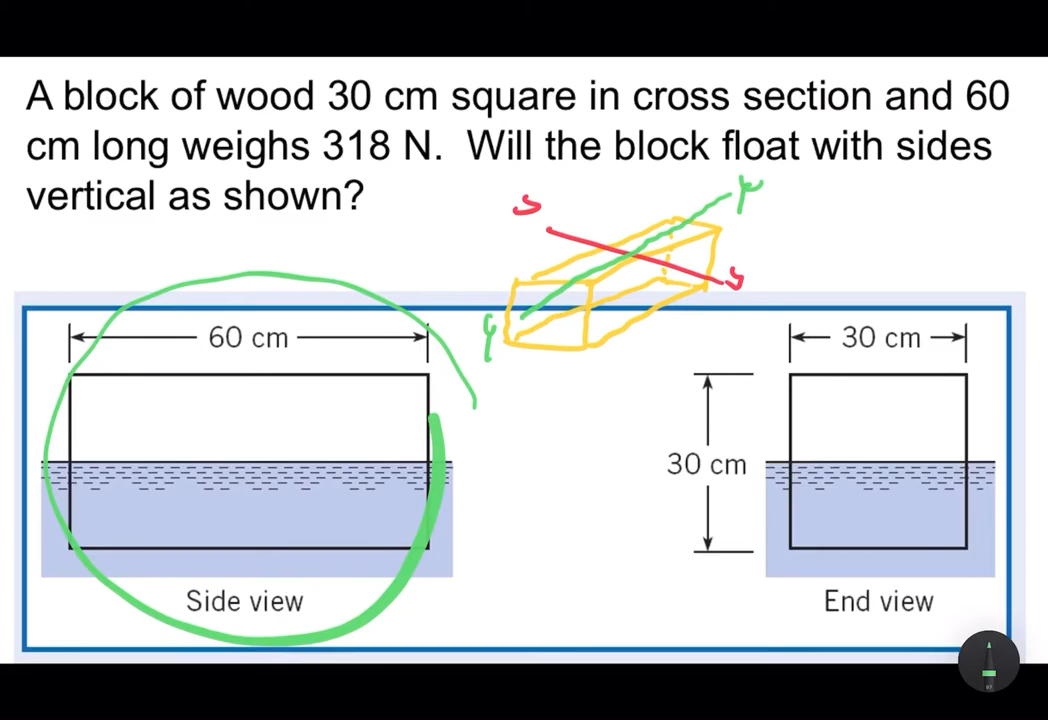 A block of wood 30 cm square in cross section and 60
cm long weighs 318 N.  Will the block float with sides
vertical as shown?
60 cm
30 cm
30 cm
Side view
End view